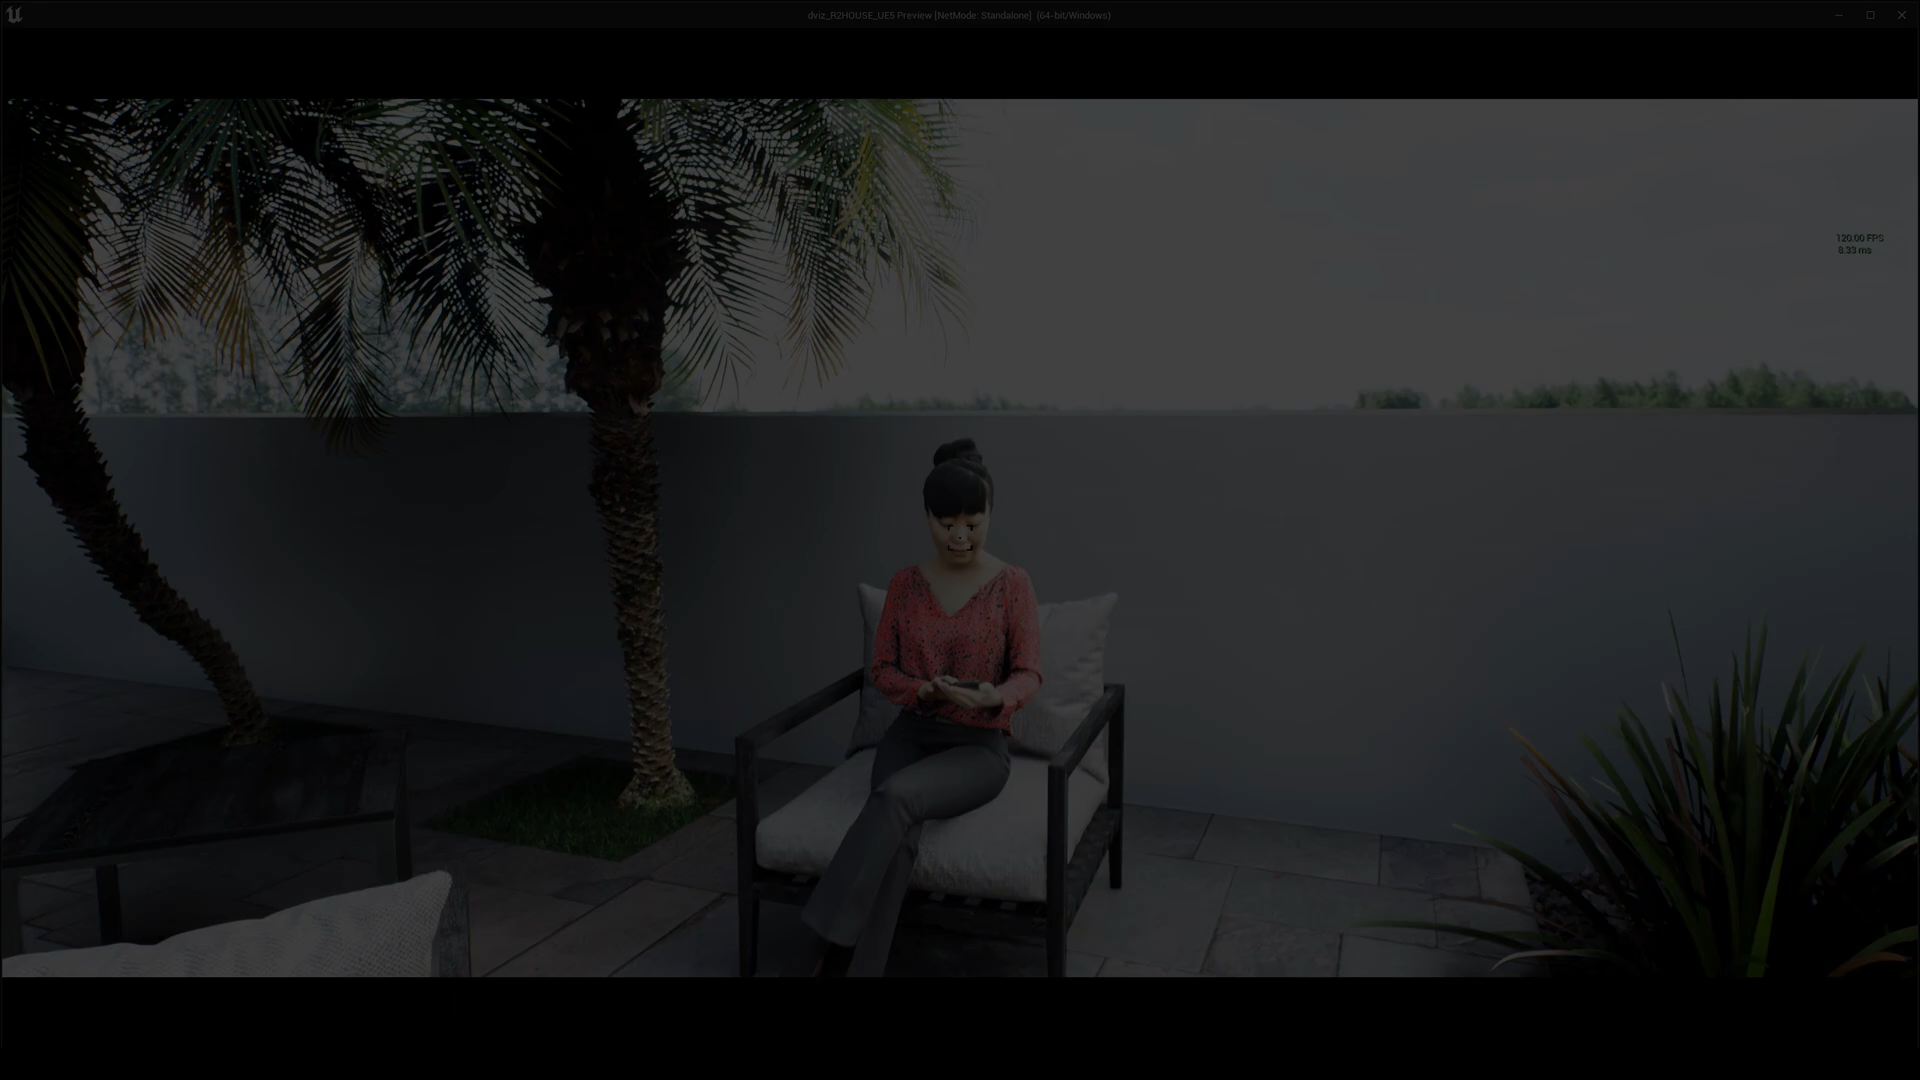 dviz_R2HOUSE_UE5 Preview [NetMode: Standalone]  (64-bit/Windows)
120.00 FPS
8.33 ms